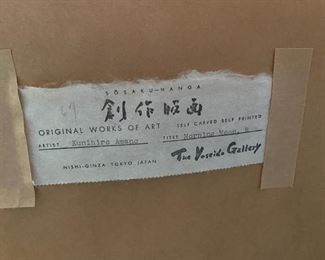 SŌSAKU-HANGA
創作版画
ORIGINAL WORKS OF ART SELF CARVED SELF PRINTED
ARTIST Kunihiro Amano TITLE Morning Moon,
NISHI-GINZA TOKYO JAPAN The Yoseido Gallery